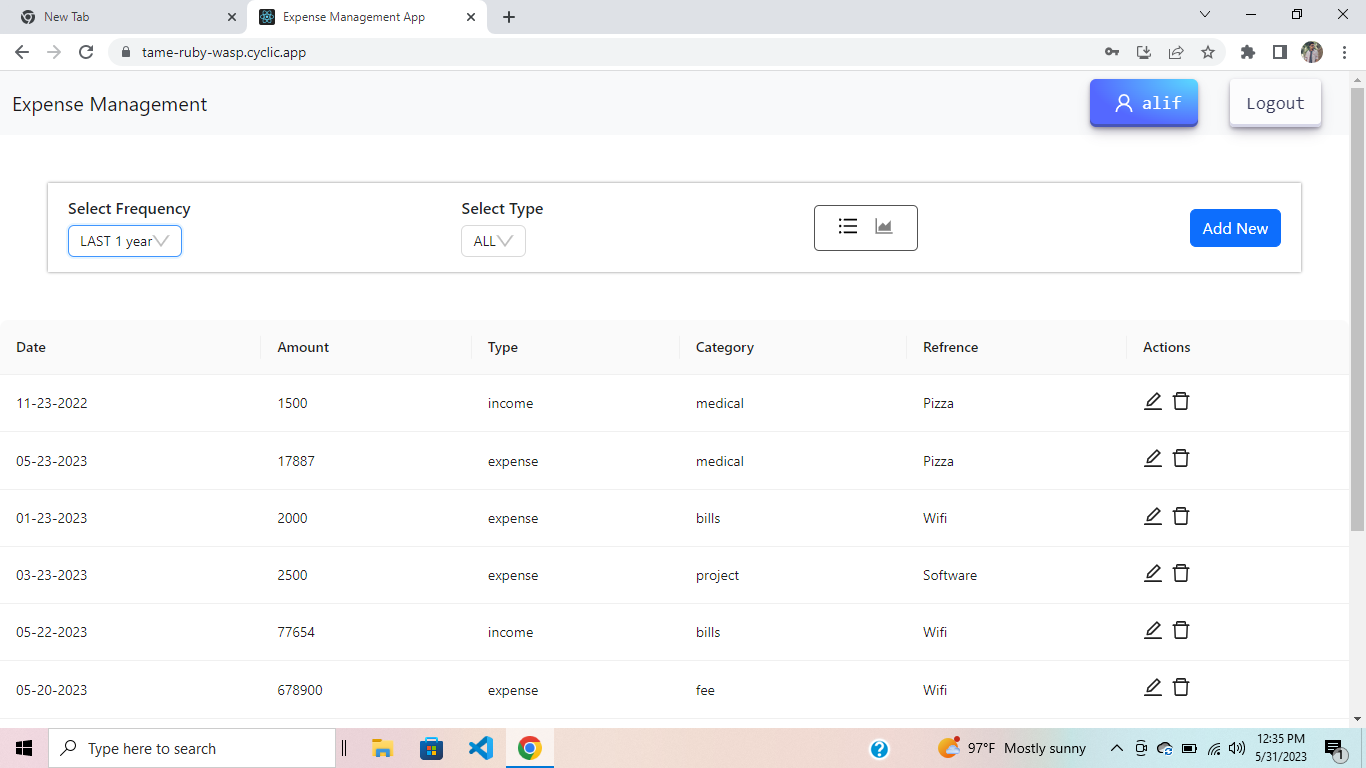 New Tab
Expense Management App
tame-ruby-wasp.cyclic.app
Expense Management
alif
Logout
Select Frequency
Select Type
LAST 1 year
ALL
Add New
Date Amount Type Category Refrence Actions
11-23-2022 1500 income medical Pizza
05-23-2023 17887 expense medical Pizza
01-23-2023 2000 expense bills Wifi
03-23-2023 2500 expense project Software
05-22-2023 77654 income bills Wifi
05-20-2023 678900 expense fee Wifi
Type here to search
97°F Mostly sunny
12:35 PM
5/31/2023
1